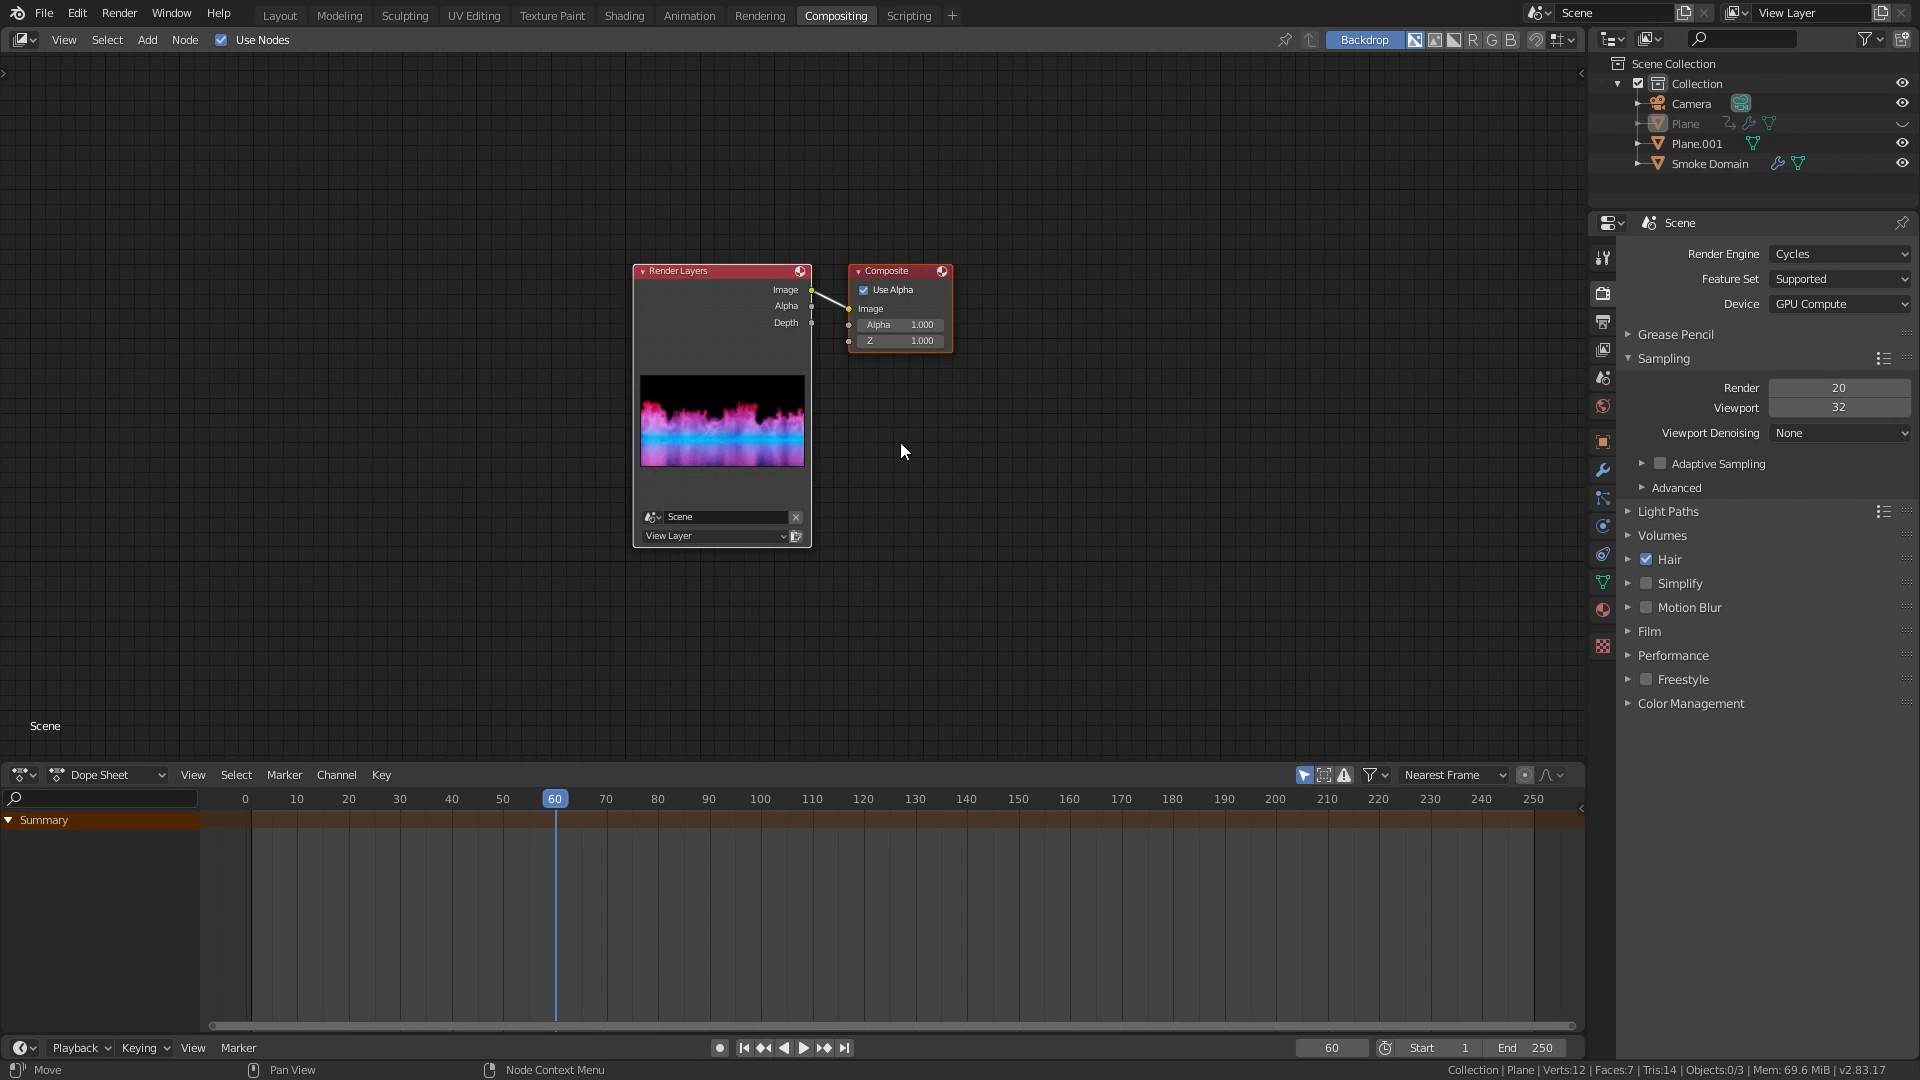 File Edit Render Window Help Layout Modeling Sculpting UV Editing Texture Paint Shading Animation Rendering Compositing Scripting + Scene View Layer
View Select Add Node Use Nodes Backdrop R G B
Scene Collection
Collection
Camera
Plane
Plane.001
Smoke Domain
Scene
Render Engine Cycles
Feature Set Supported
Device GPU Compute
Grease Pencil
Sampling
Render 20
Viewport 32
Viewport Denoising None
Adaptive Sampling
Advanced
Light Paths
Volumes
Hair
Simplify
Motion Blur
Film
Performance
Freestyle
Color Management
Render Layers
Image
Alpha
Depth
Scene
View Layer
Composite
Use Alpha
Image
Alpha 1.000
Z 1.000
Scene
Dope Sheet View Select Marker Channel Key Nearest Frame
0 10 20 30 40 50 60 70 80 90 100 110 120 130 140 150 160 170 180 190 200 210 220 230 240 250
Summary
Playback Keying View Marker 60 Start 1 End 250
Move Pan View Node Context Menu Collection | Plane | Verts:12 | Faces:7 | Tris:14 | Objects:0/3 | Mem: 69.6 MiB | v2.83.17